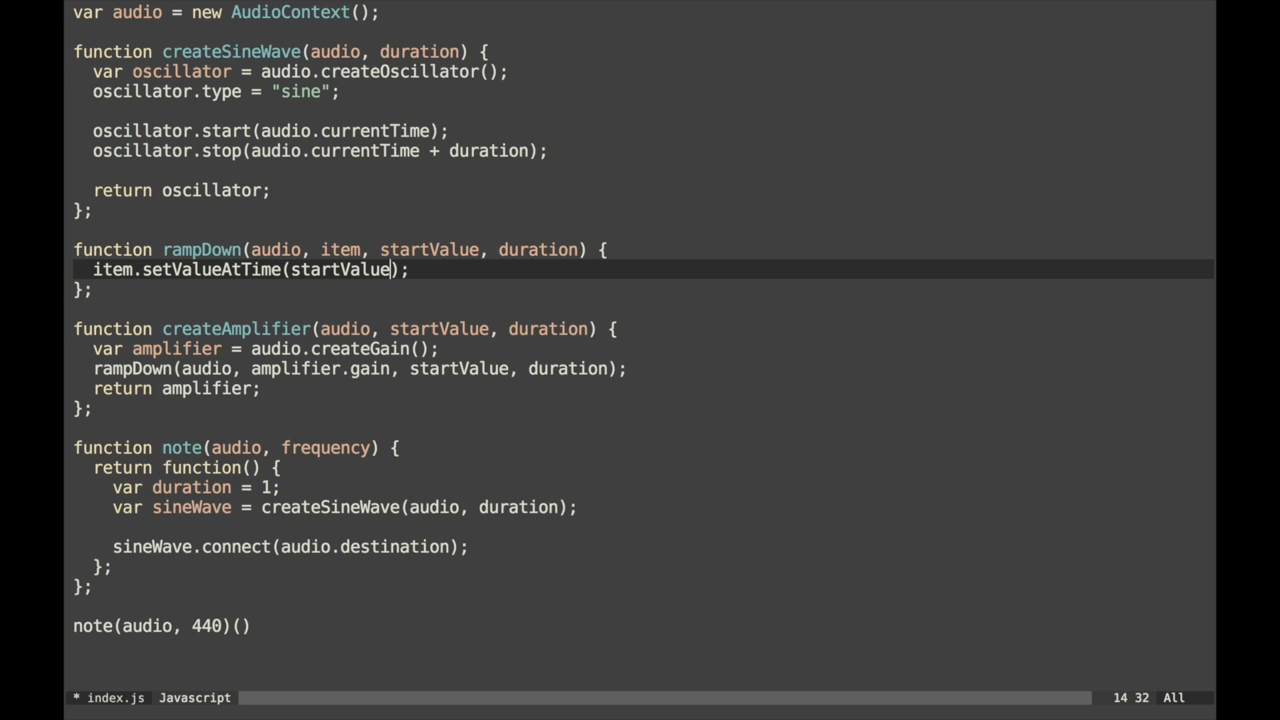 var audio = new AudioContext();

function createSineWave(audio, duration) {
  var oscillator = audio.createOscillator();
  oscillator.type = "sine";

  oscillator.start(audio.currentTime);
  oscillator.stop(audio.currentTime + duration);

  return oscillator;
};

function rampDown(audio, item, startValue, duration) {
  item.setValueAtTime(startValue);
};

function createAmplifier(audio, startValue, duration) {
  var amplifier = audio.createGain();
  rampDown(audio, amplifier.gain, startValue, duration);
  return amplifier;
};

function note(audio, frequency) {
  return function() {
    var duration = 1;
    var sineWave = createSineWave(audio, duration);

    sineWave.connect(audio.destination);
  };
};

note(audio, 440)()

* index.js  Javascript  14 32  All